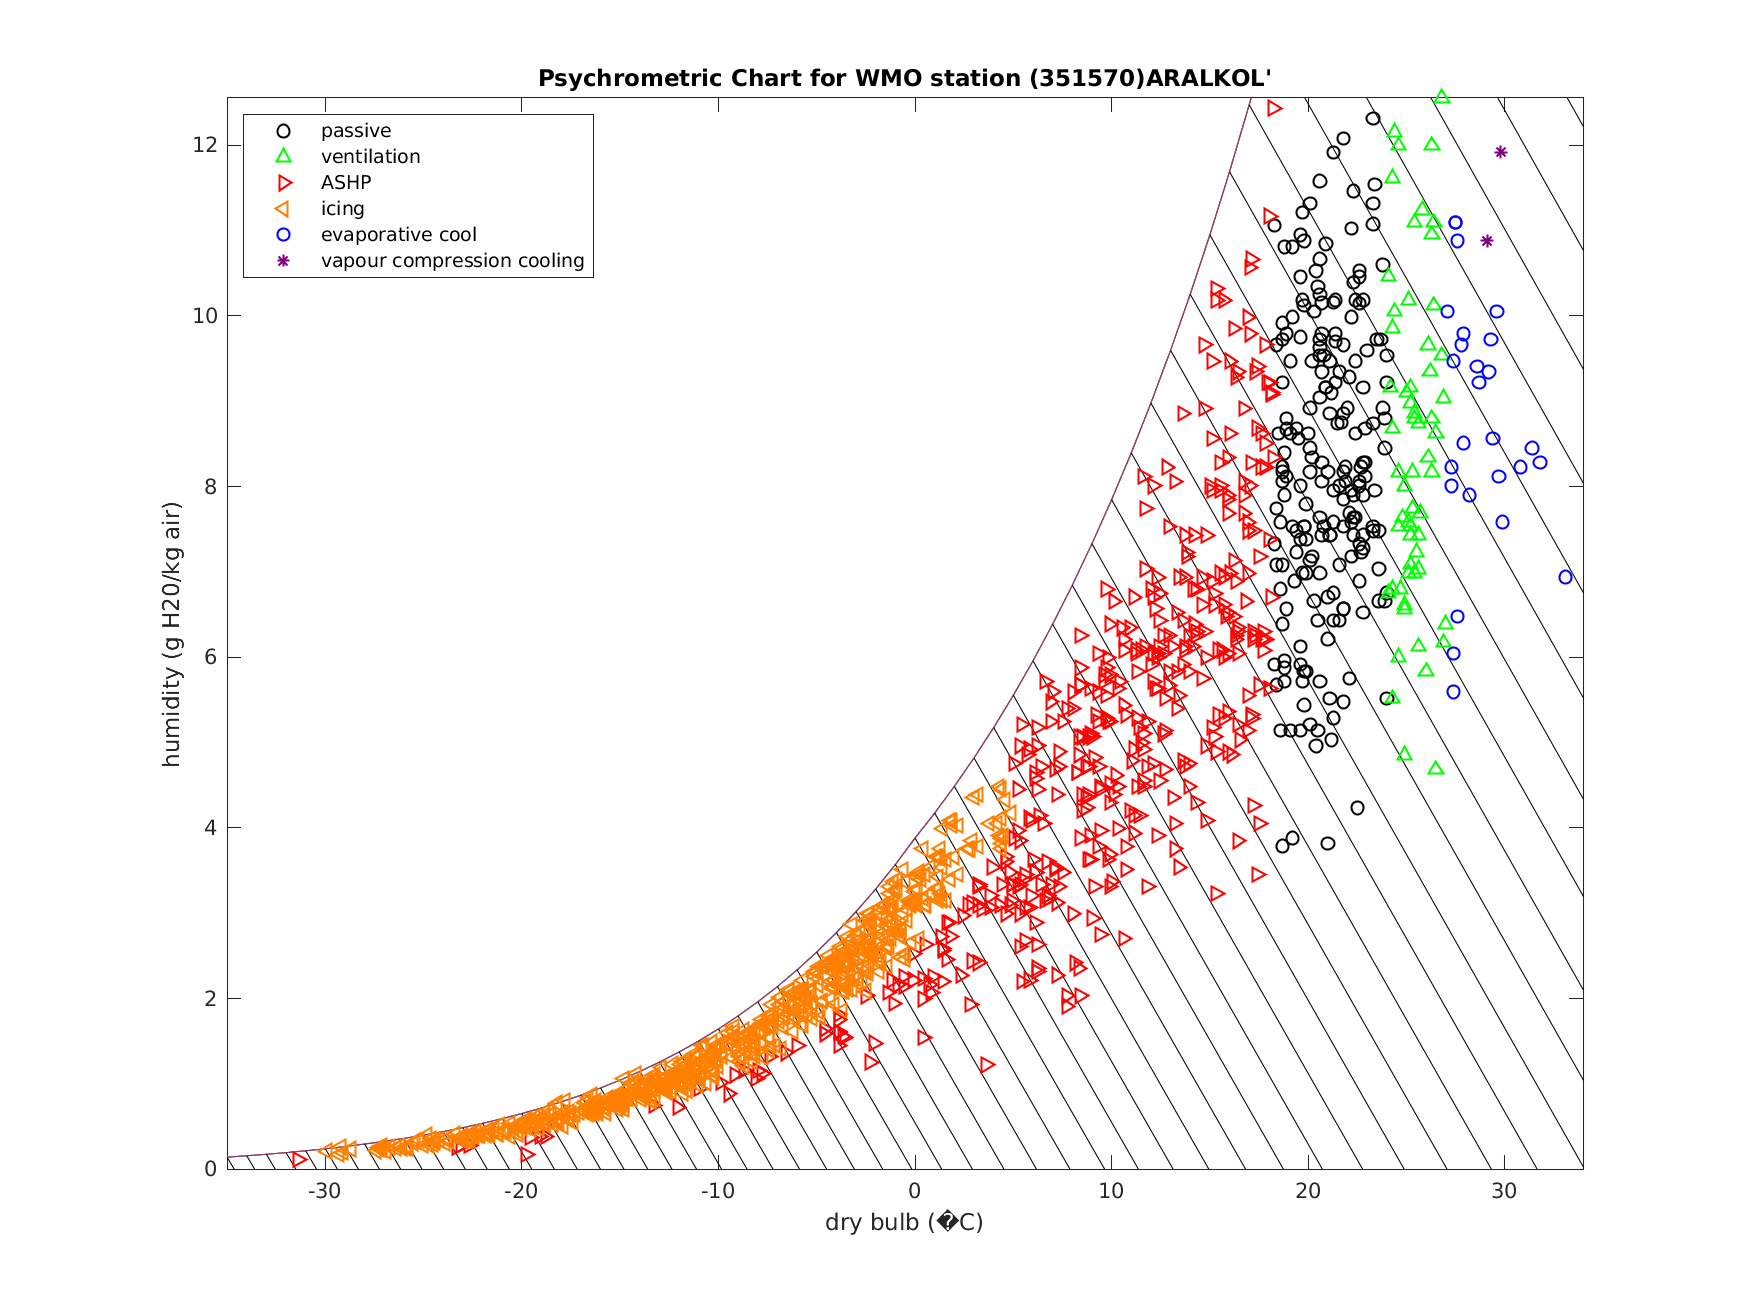 Psychrometric Chart for WMO station (351570)ARALKOL'
passive
ventilation
ASHP
icing
evaporative cool
vapour compression cooling
humidity (g H20/kg air)
12
10
8
6
4
2
0
-30 -20 -10 0 10 20 30
dry bulb (�C)